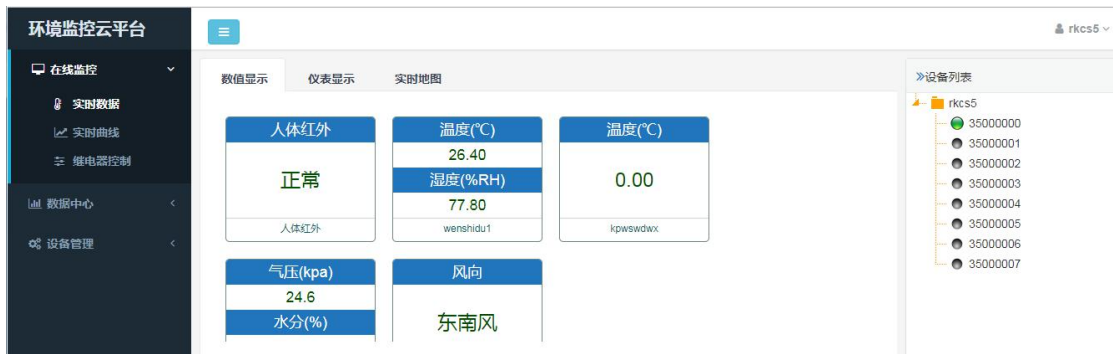 环境监控云平台
rkcs5
在线监控
实时数据
实时曲线
继电器控制
数据中心
设备管理
数值显示 仪表显示 实时地图
人体红外
正常
人体红外
温度(℃)
26.40
湿度(%RH)
77.80
wenshidu1
温度(℃)
0.00
kpwswdwx
气压(kpa)
24.6
水分(%)
风向
东南风
设备列表
rkcs5
35000000
35000001
35000002
35000003
35000004
35000005
35000006
35000007